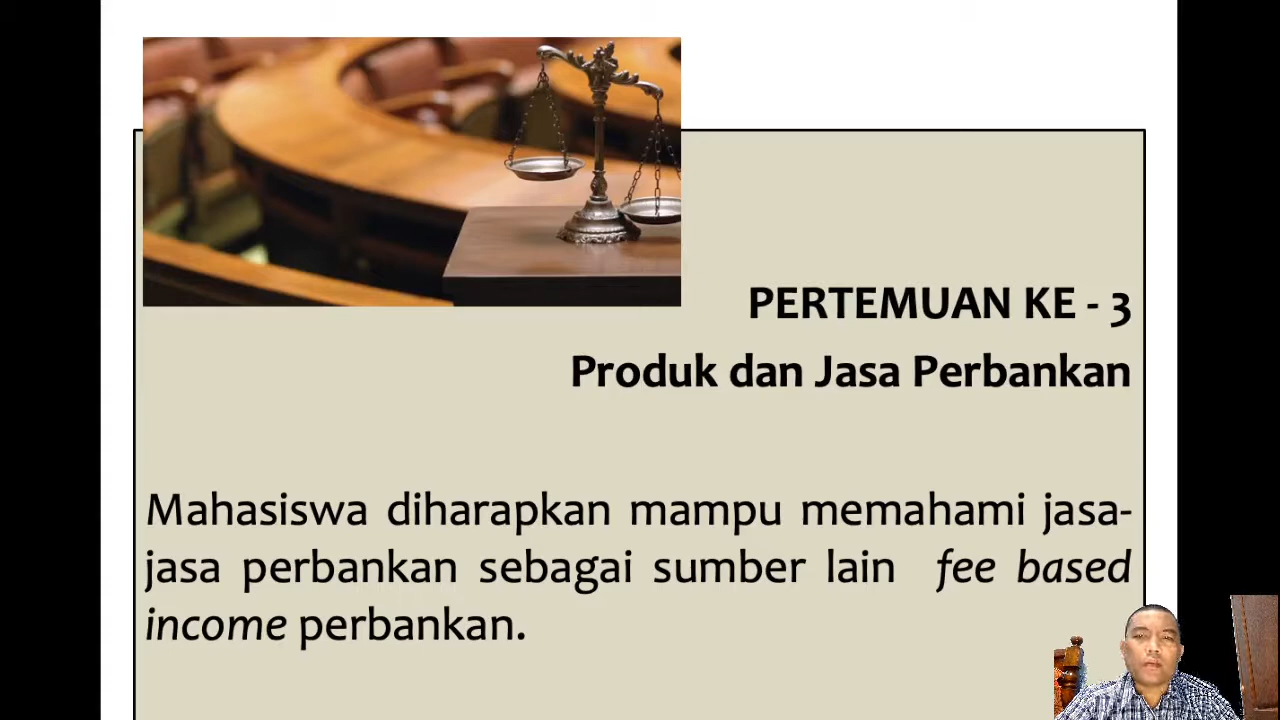 PERTEMUAN KE - 3
Produk dan Jasa Perbankan
Mahasiswa diharapkan mampu memahami jasa-
jasa perbankan sebagai sumber lain fee based
income perbankan.